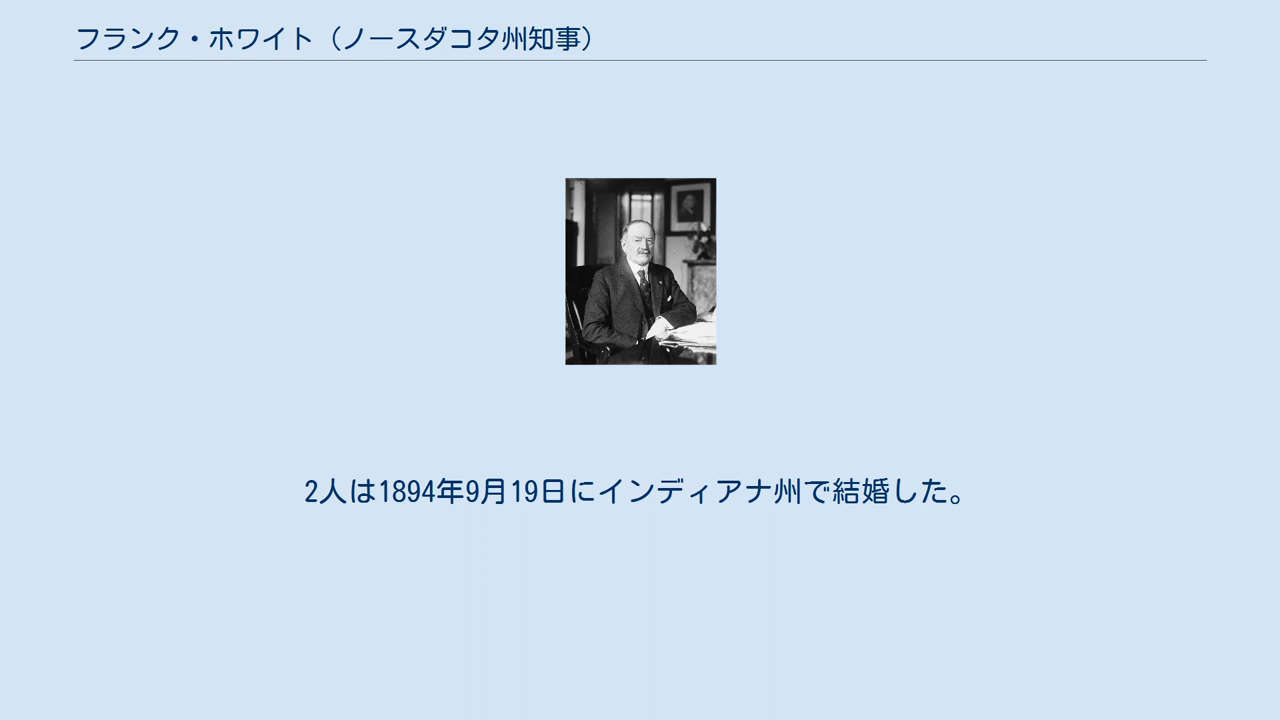 フランク・ホワイト（ノースダコタ州知事）
2人は1894年9月19日にインディアナ州で結婚した。